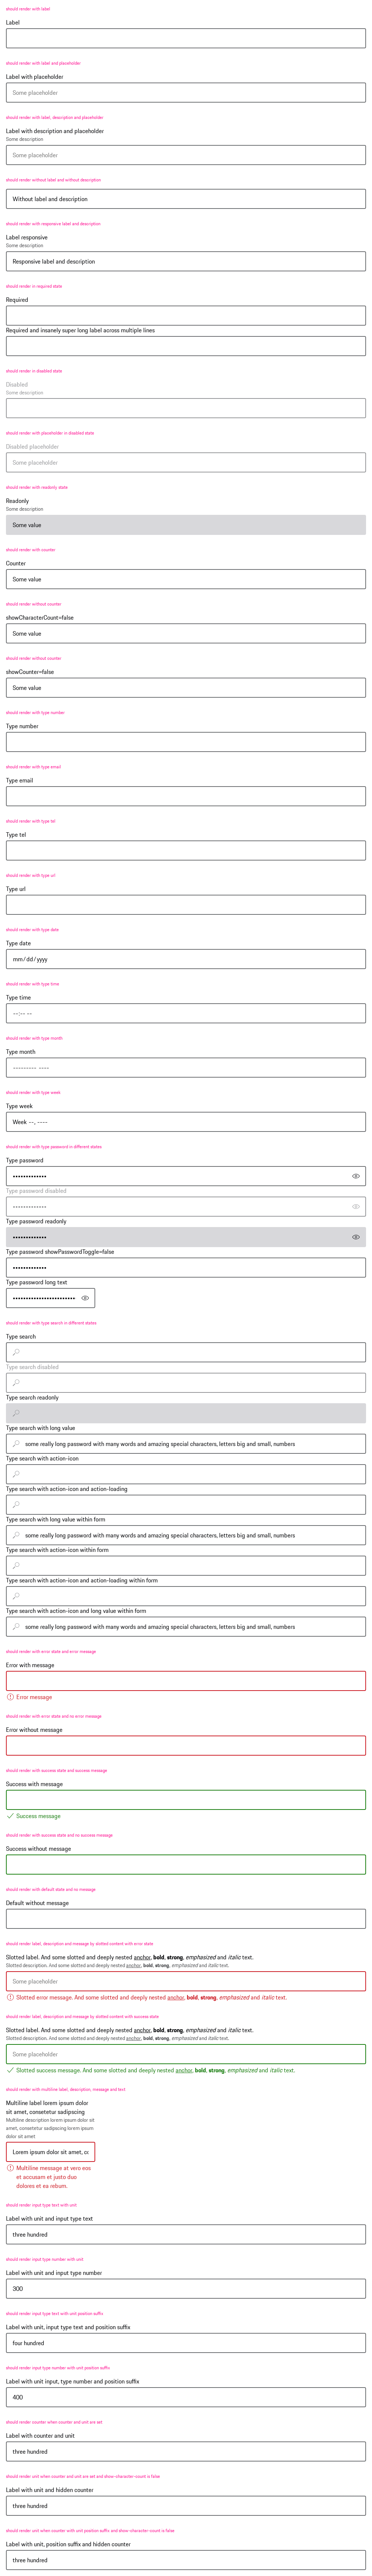 should render with label
Label
should render with label and placeholder
Label with placeholder
Some placeholder
should render with label, description and placeholder
Label with description and placeholder
Some description
Some placeholder
should render without label and without description
Without label and description
should render with responsive label and description
Label responsive
Some description
Responsive label and description
should render in required state
Required
Required and insanely super long label across multiple lines
should render in disabled state
Disabled
Some description
should render with placeholder in disabled state
Disabled placeholder
Some placeholder
should render with readonly state
Readonly
Some description
Some value
should render with counter
Counter
Some value
should render without counter
showCharacterCount=false
Some value
should render without counter
showCounter=false
Some value
should render with type number
Type number
should render with type email
Type email
should render with type tel
Type tel
should render with type url
Type url
should render with type date
Type date
mm/dd/yyyy
should render with type time
Type time
--:-- --
should render with type month
Type month
--------- ----
should render with type week
Type week
Week --, ----
should render with type password in different states
Type password
•••••••••••••
Type password disabled
•••••••••••••
Type password readonly
•••••••••••••
Type password showPasswordToggle=false
•••••••••••••
Type password long text
••••••••••••••••••••••••
should render with type search in different states
Type search
Type search disabled
Type search readonly
Type search with long value
some really long password with many words and amazing special characters, letters big and small, numbers
Type search with action-icon
Type search with action-icon and action-loading
Type search with long value within form
some really long password with many words and amazing special characters, letters big and small, numbers
Type search with action-icon within form
Type search with action-icon and action-loading within form
Type search with action-icon and long value within form
some really long password with many words and amazing special characters, letters big and small, numbers
should render with error state and error message
Error with message
Error message
should render with error state and no error message
Error without message
should render with success state and success message
Success with message
Success message
should render with success state and no success message
Success without message
should render with default state and no message
Default without message
should render label, description and message by slotted content with error state
Slotted label. And some slotted and deeply nested anchor, bold, strong, emphasized and italic text.
Slotted description. And some slotted and deeply nested anchor, bold, strong, emphasized and italic text.
Some placeholder
Slotted error message. And some slotted and deeply nested anchor, bold, strong, emphasized and italic text.
should render label, description and message by slotted content with success state
Slotted label. And some slotted and deeply nested anchor, bold, strong, emphasized and italic text.
Slotted description. And some slotted and deeply nested anchor, bold, strong, emphasized and italic text.
Some placeholder
Slotted success message. And some slotted and deeply nested anchor, bold, strong, emphasized and italic text.
should render with multiline label, description, message and text
Multiline label lorem ipsum dolor
sit amet, consetetur sadipscing
Multiline description lorem ipsum dolor sit
amet, consetetur sadipscing lorem ipsum
dolor sit amet
Lorem ipsum dolor sit amet, co
Multiline message at vero eos
et accusam et justo duo
dolores et ea rebum.
should render input type text with unit
Label with unit and input type text
three hundred
should render input type number with unit
Label with unit and input type number
300
should render input type text with unit position suffix
Label with unit, input type text and position suffix
four hundred
should render input type number with unit position suffix
Label with unit input, type number and position suffix
400
should render counter when counter and unit are set
Label with counter and unit
three hundred
should render unit when counter and unit are set and show-character-count is false
Label with unit and hidden counter
three hundred
should render unit when counter with unit position suffix and show-character-count is false
Label with unit, position suffix and hidden counter
three hundred